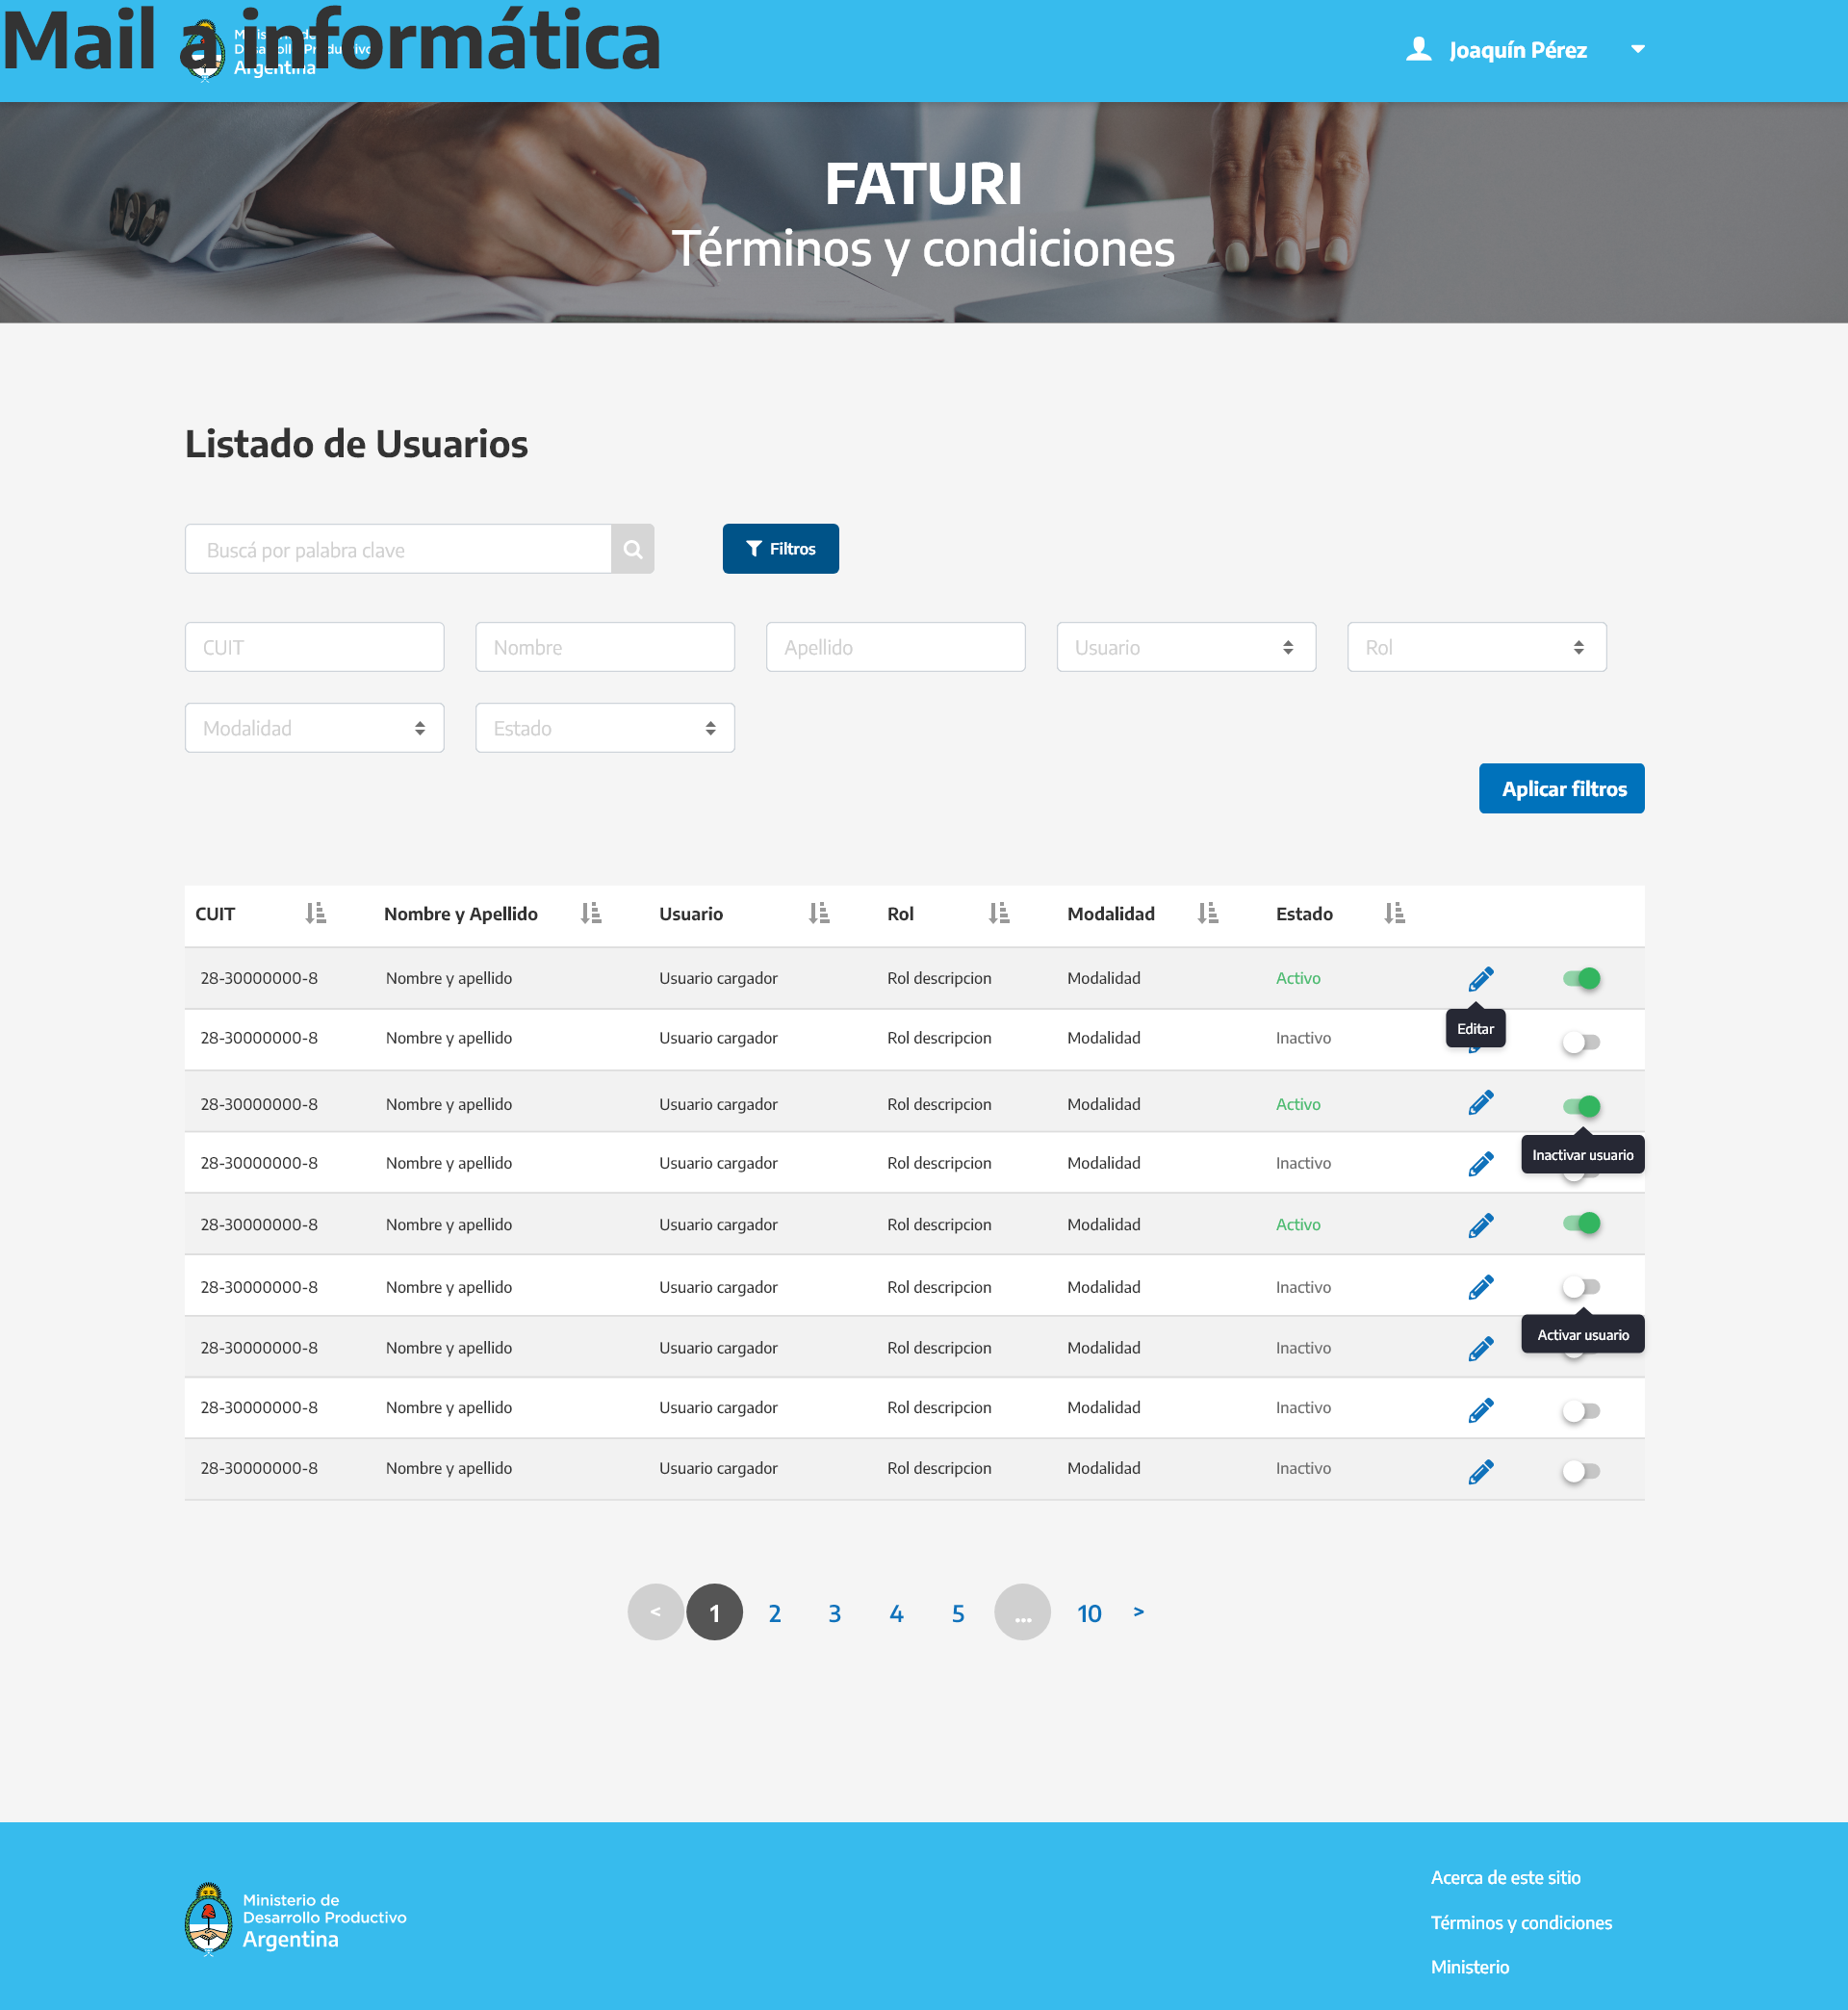 Mail a informática
Ministerio de
Desarrollo Productivo
Argentina
Joaquín Pérez
FATURI
Términos y condiciones
Listado de Usuarios
Buscá por palabra clave
Filtros
CUIT Nombre Apellido Usuario Rol
Modalidad Estado
Aplicar filtros
CUIT Nombre y Apellido Usuario Rol Modalidad Estado
28-30000000-8 Nombre y apellido Usuario cargador Rol descripcion Modalidad Activo
Editar
28-30000000-8 Nombre y apellido Usuario cargador Rol descripcion Modalidad Inactivo
28-30000000-8 Nombre y apellido Usuario cargador Rol descripcion Modalidad Activo
Inactivar usuario
28-30000000-8 Nombre y apellido Usuario cargador Rol descripcion Modalidad Inactivo
28-30000000-8 Nombre y apellido Usuario cargador Rol descripcion Modalidad Activo
28-30000000-8 Nombre y apellido Usuario cargador Rol descripcion Modalidad Inactivo
Activar usuario
28-30000000-8 Nombre y apellido Usuario cargador Rol descripcion Modalidad Inactivo
28-30000000-8 Nombre y apellido Usuario cargador Rol descripcion Modalidad Inactivo
28-30000000-8 Nombre y apellido Usuario cargador Rol descripcion Modalidad Inactivo
< 1 2 3 4 5 ... 10 >
Acerca de este sitio
Ministerio de
Desarrollo Productivo
Argentina
Términos y condiciones
Ministerio